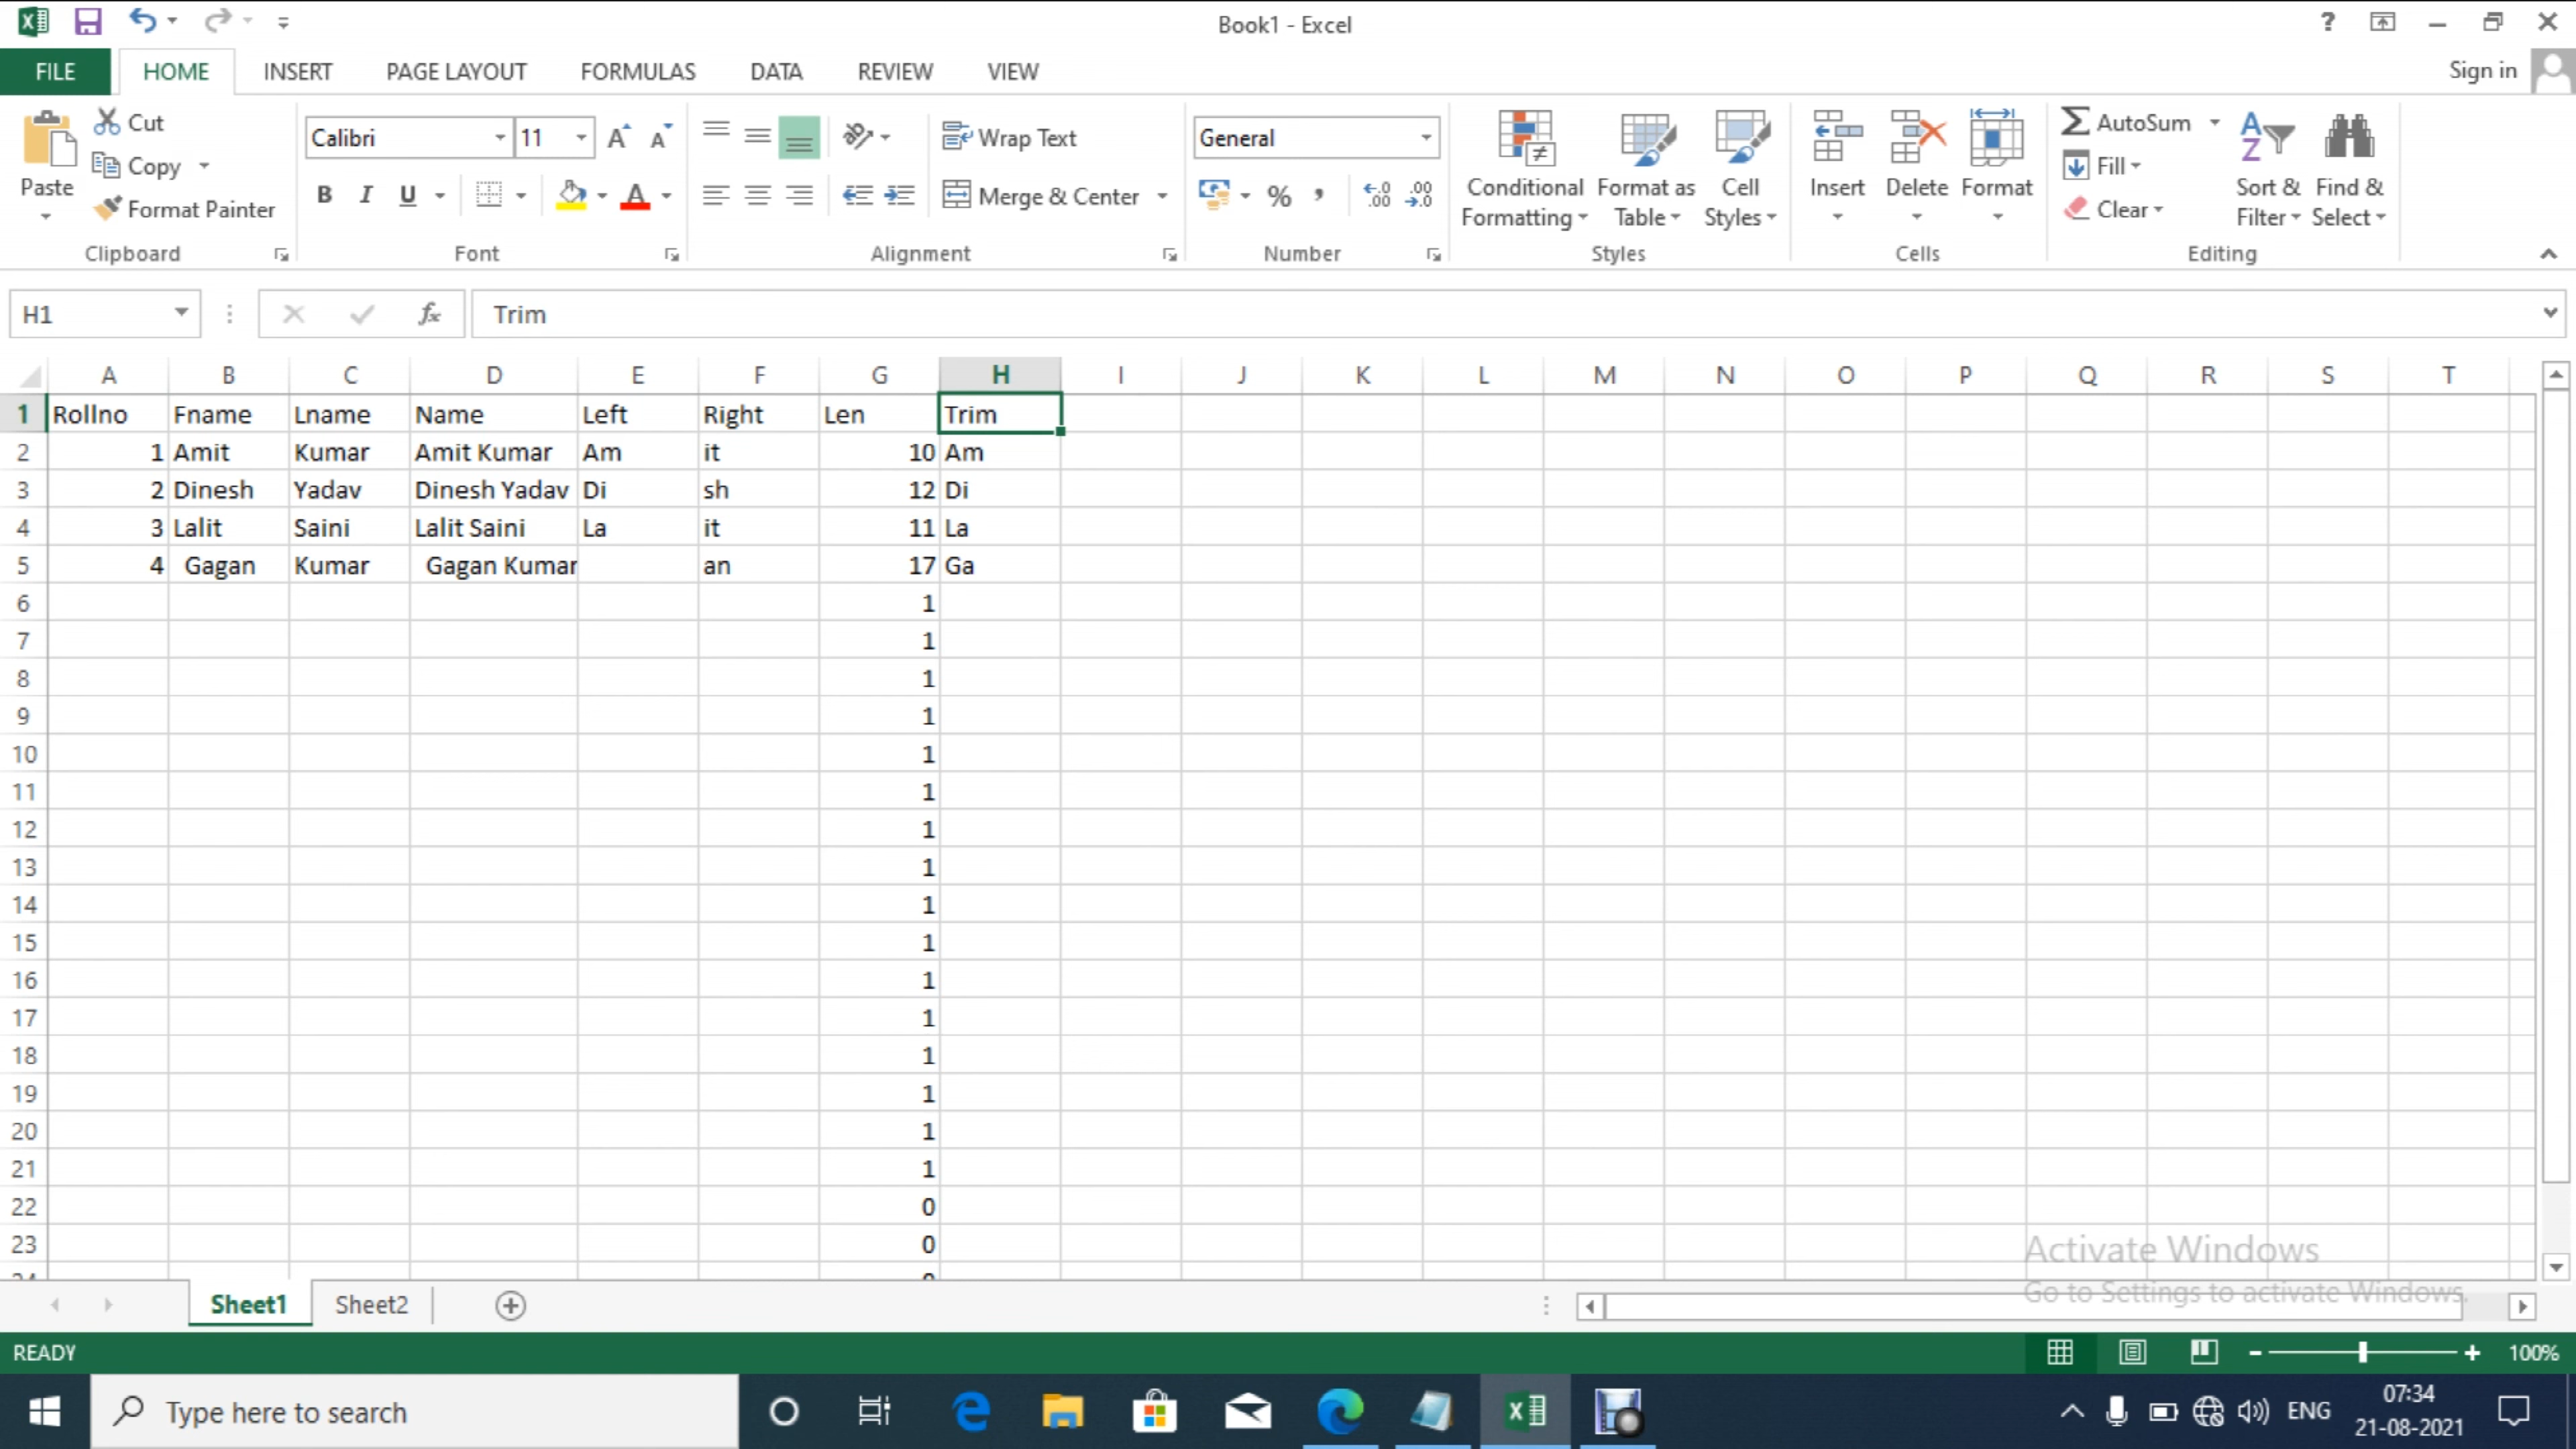 Book1 - Excel
?
FILE HOME INSERT PAGE LAYOUT FORMULAS DATA REVIEW VIEW
Sign in
Paste
Cut
Copy
Format Painter
Clipboard
Calibri 11
B I U
Font
Wrap Text
Merge & Center
Alignment
General
%
Number
Conditional Formatting
Format as Table
Cell Styles
Styles
Insert Delete Format
Cells
AutoSum
Fill
Clear
Sort & Filter
Find & Select
Editing
H1 fx Trim
A B C D E F G H I J K L M N O P Q R S T
1 Rollno Fname Lname Name Left Right Len Trim
2 1 Amit Kumar Amit Kumar Am it 10 Am
3 2 Dinesh Yadav Dinesh Yadav Di sh 12 Di
4 3 Lalit Saini Lalit Saini La it 11 La
5 4 Gagan Kumar Gagan Kumar an 17 Ga
6 1
7 1
8 1
9 1
10 1
11 1
12 1
13 1
14 1
15 1
16 1
17 1
18 1
19 1
20 1
21 1
22 0
23 0
Activate Windows
Go to Settings to activate Windows.
Sheet1 Sheet2
READY
100%
Type here to search
ENG
07:34
21-08-2021